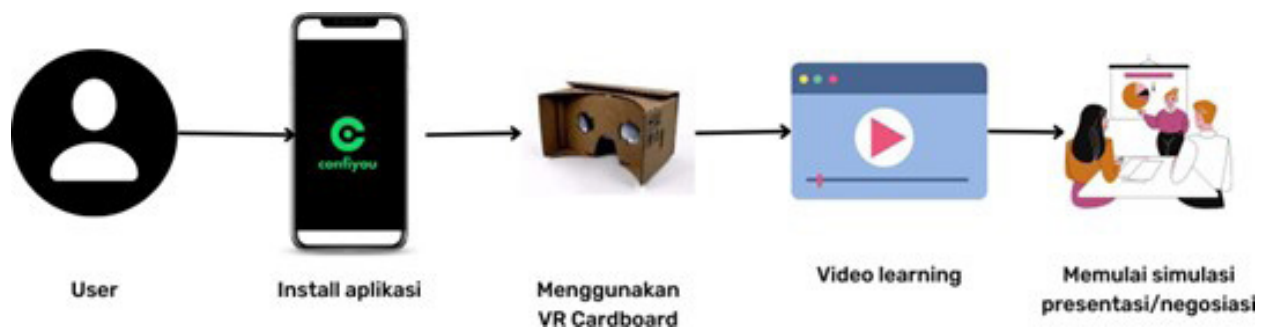 confiyou
User
Install aplikasi
Menggunakan
VR Cardboard
Video learning
Memulai simulasi
presentasi/negosiasi